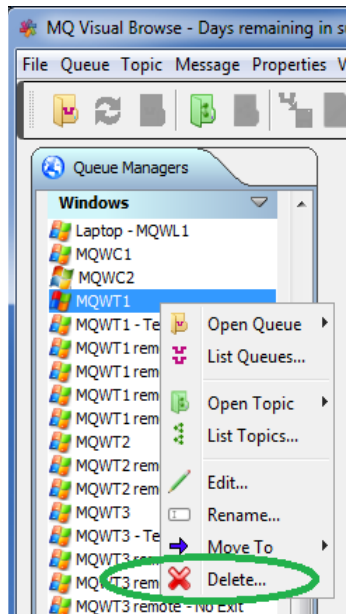 MQ Visual Browse - Days remaining in
File Queue Topic Message Properties
Queue Managers
Windows
Laptop - MQWL1
MQWC1
MQWC2
MQWT1
MQWT1 - Te
MQWT1 rem
MQWT1 rem
MQWT1 rem
MQWT1 rem
MQWT2
MQWT2 rem
MQWT2 rem
MQWT3
MQWT3 - Te
MQWT3 rem
MQWT3 rem
MQWT3 remote - No Exit
Open Queue
List Queues...
Open Topic
List Topics...
Edit...
Rename...
Move To
Delete...